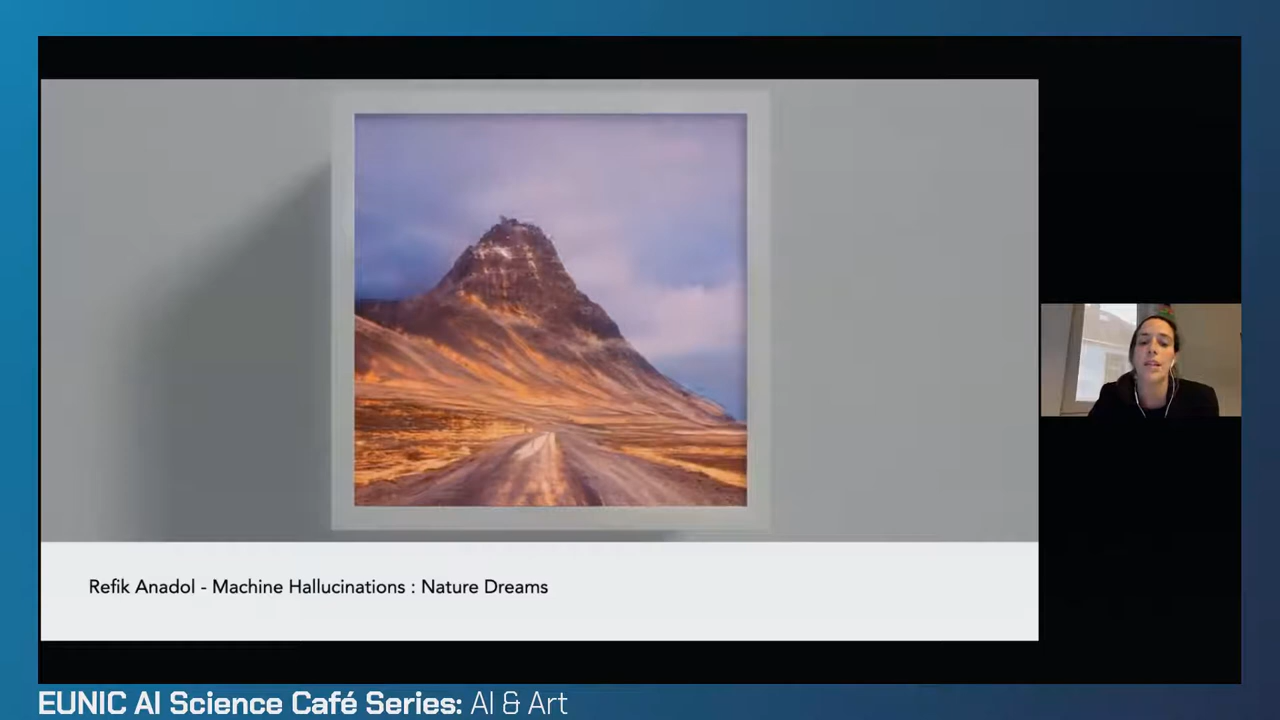 Refik Anadol - Machine Hallucinations : Nature Dreams
EUNIC AI Science Café Series: AI & Art